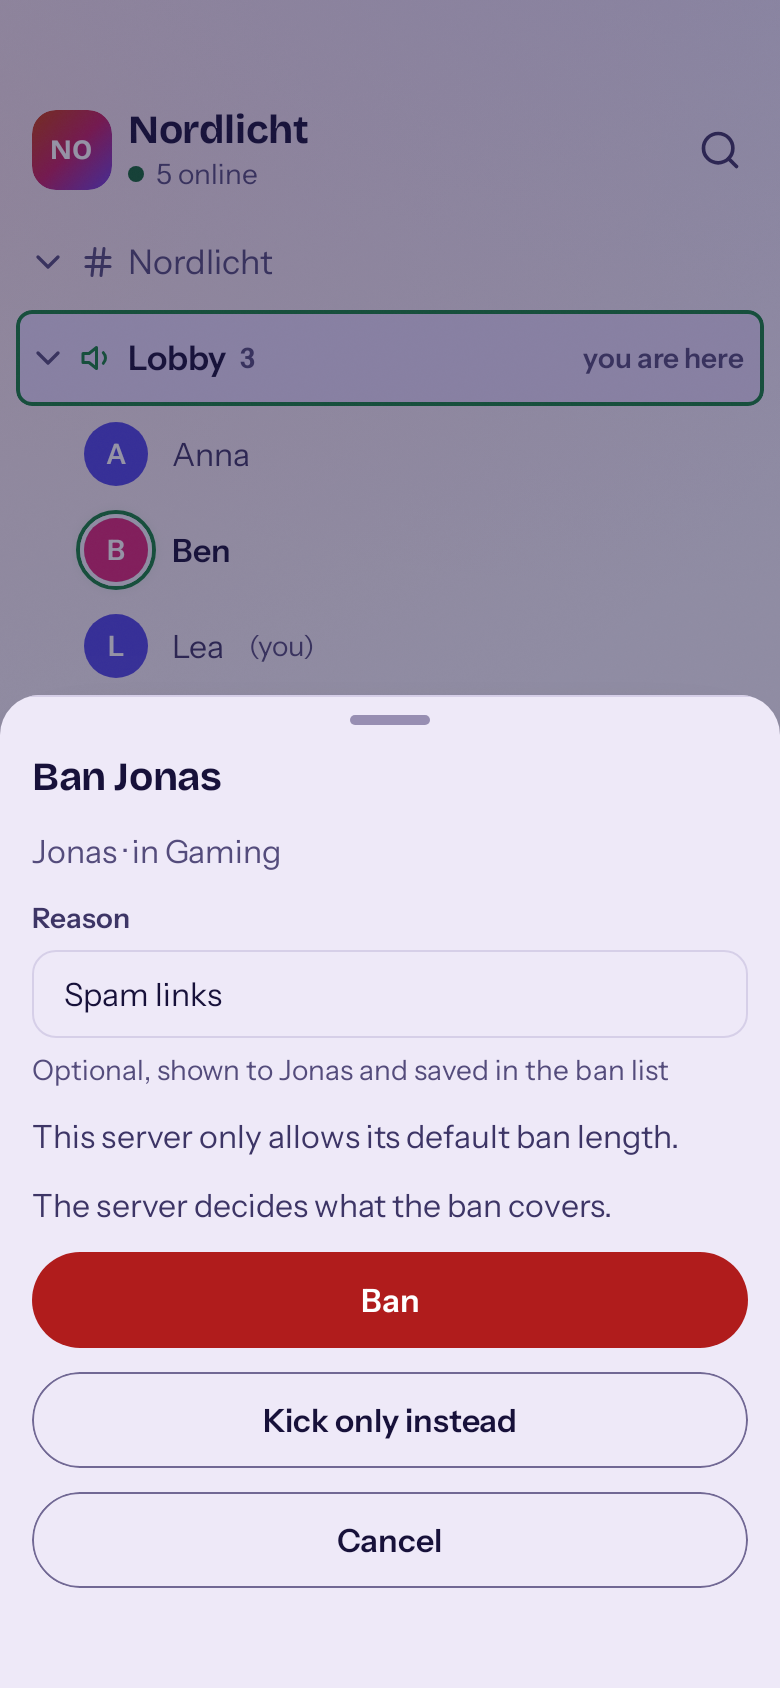 NO
Nordlicht
5 online
# Nordlicht
Lobby 3 you are here
A Anna
B Ben
L Lea (you)
Ban Jonas
Jonas · in Gaming
Reason
Spam links
Optional, shown to Jonas and saved in the ban list
This server only allows its default ban length.
The server decides what the ban covers.
Ban
Kick only instead
Cancel